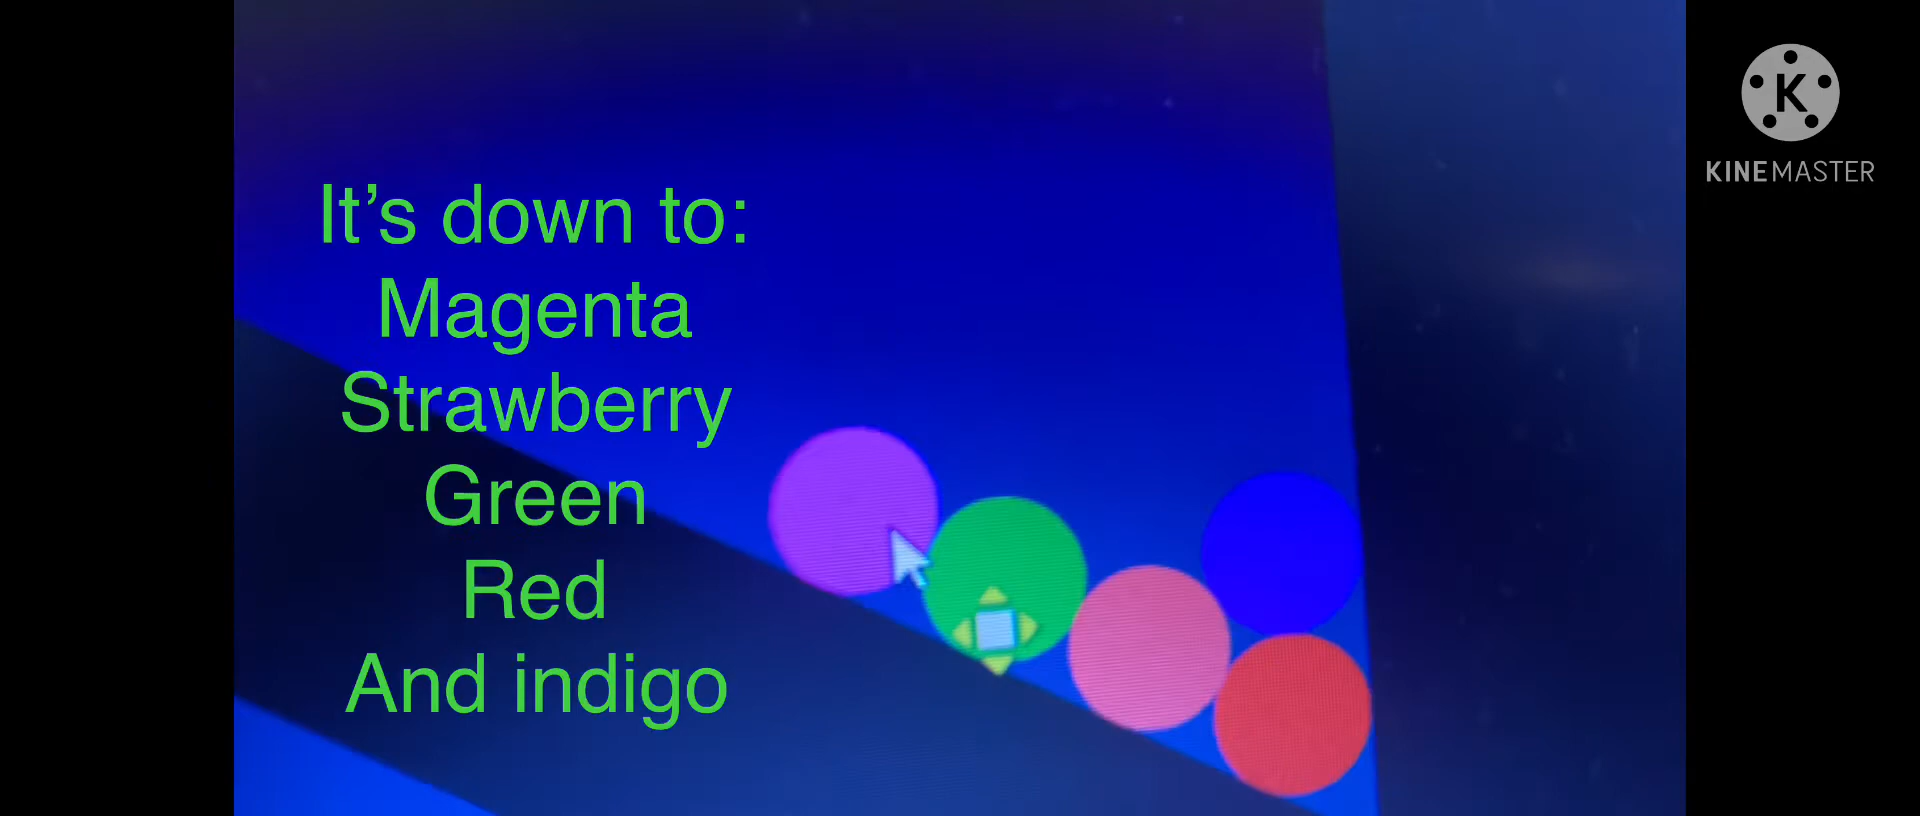 It’s down to:
Magenta
Strawberry
Green
Red
And indigo
K
KINEMASTER